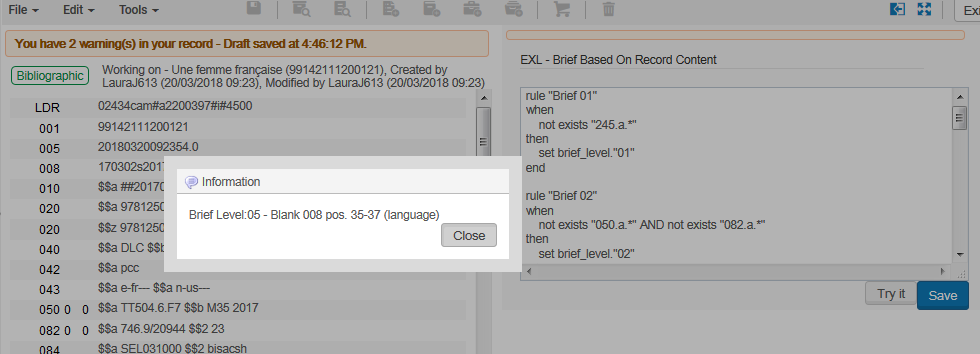 File Edit Tools
Exi
You have 2 warning(s) in your record - Draft saved at 4:46:12 PM.
Bibliographic
Working on - Une femme française (99142111200121), Created by
LauraJ613 (20/03/2018 09:23), Modified by LauraJ613 (20/03/2018 09:23)
LDR 02434cam#a2200397#i#4500
001 99142111200121
005 20180320092354.0
008 170302s2017
010 $$a ##20170
020 $$a 9781250
020 $$z 9781250
040 $$a DLC $$b
042 $$a pcc
043 $$a e-fr--- $$a n-us---
050 0 0 $$a TT504.6.F7 $$b M35 2017
082 0 0 $$a 746.9/20944 $$2 23
084 $$a SEL031000 $$2 bisacsh
Information
Brief Level:05 - Blank 008 pos. 35-37 (language)
Close
EXL - Brief Based On Record Content
rule "Brief 01"
when
not exists "245.a.*"
then
set brief_level."01"
end
rule "Brief 02"
when
not exists "050.a.*" AND not exists "082.a.*"
then
set brief_level."02"
Try it
Save